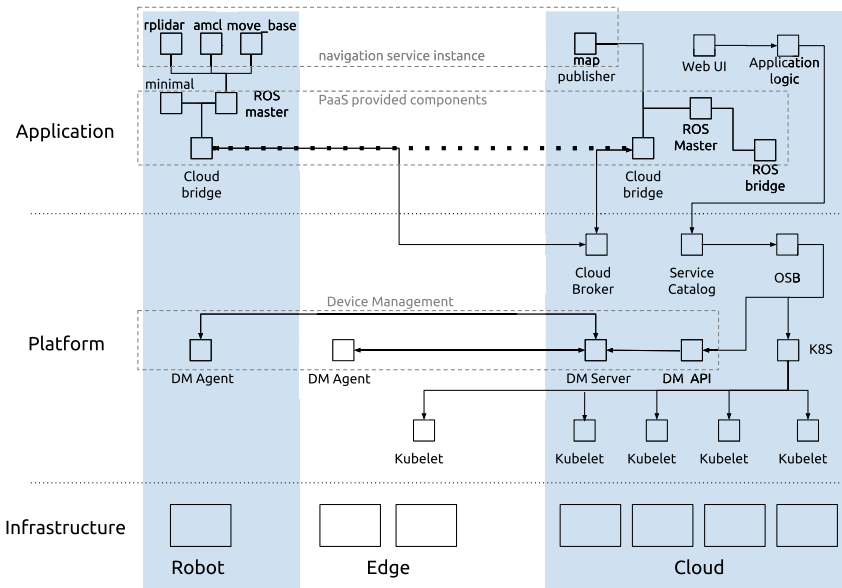 rplidar amcl move_base
navigation service instance
map
publisher
Web UI
Application
logic
minimal
ROS
master
PaaS provided components
Application
ROS
Master
Cloud
bridge
Cloud
bridge
ROS
bridge
Cloud
Broker
Service
Catalog
OSB
Device Management
Platform
K8S
DM Agent
DM Agent
DM Server
DM API
Kubelet
Kubelet
Kubelet
Kubelet
Kubelet
Infrastructure
Robot
Edge
Cloud